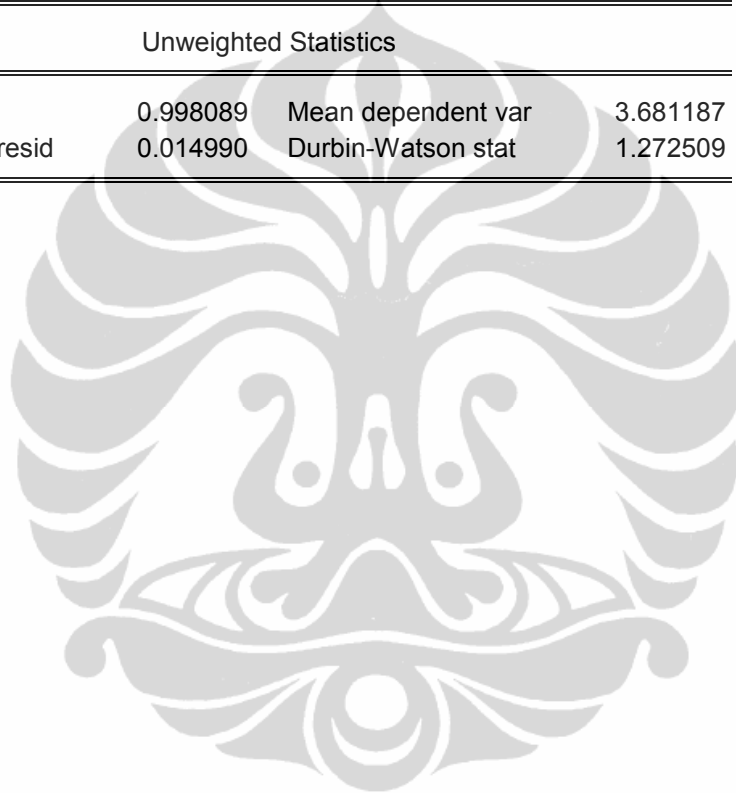 Unweighted Statistics
0.998089 Mean dependent var 3.681187
resid 0.014990 Durbin-Watson stat 1.272509